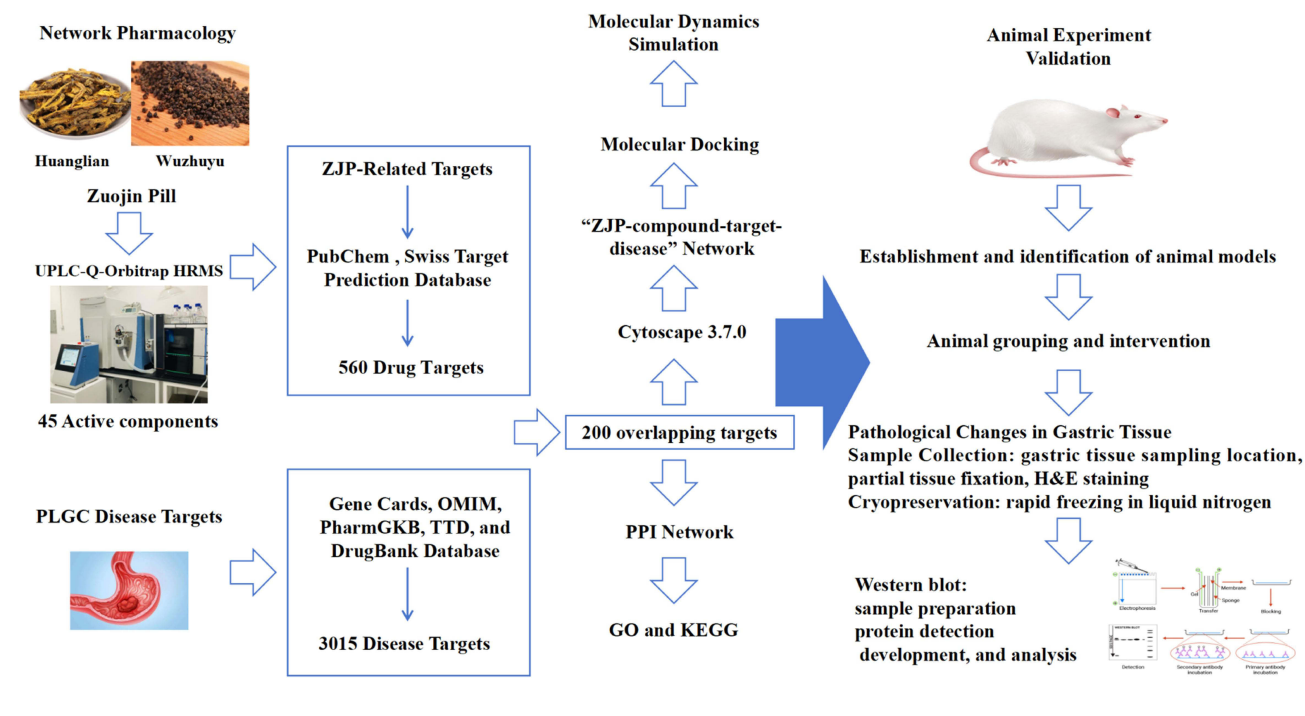 Network Pharmacology
Huanglian
Wuzhuyu
Zuojin Pill
UPLC-Q-Orbitrap HRMS
45 Active components
PLGC Disease Targets
ZJP-Related Targets
PubChem , Swiss Target
Prediction Database
560 Drug Targets
Gene Cards, OMIM,
PharmGKB, TTD, and
DrugBank Database
3015 Disease Targets
Molecular Dynamics
Simulation
Molecular Docking
“ZJP-compound-target-
disease” Network
Cytoscape 3.7.0
200 overlapping targets
PPI Network
GO and KEGG
Animal Experiment
Validation
Establishment and identification of animal models
Animal grouping and intervention
Pathological Changes in Gastric Tissue
Sample Collection: gastric tissue sampling location,
partial tissue fixation, H&E staining
Cryopreservation: rapid freezing in liquid nitrogen
Western blot:
sample preparation
protein detection
development, and analysis
Electrophoesis
Gel
Membrane
Sponge
Transfer
Blocking
WESTERN BLOT
Detection
Secondary antibody
incubation
Primary antibody
incubation